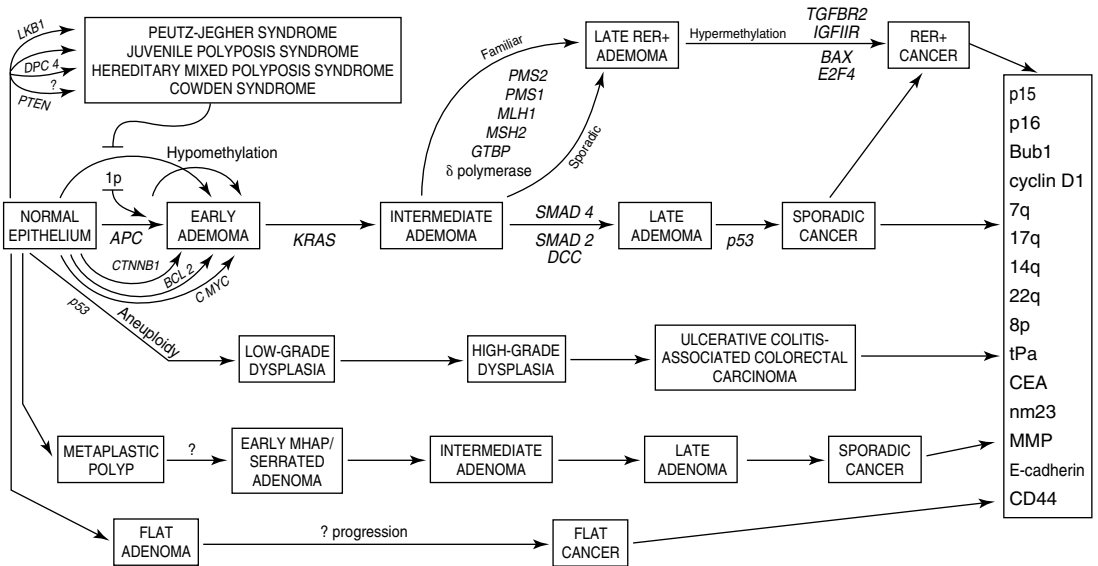 LKB1
DPC 4
?
PTEN
PEUTZ-JEGHER SYNDROME
JUVENILE POLYPOSIS SYNDROME
HEREDITARY MIXED POLYPOSIS SYNDROME
COWDEN SYNDROME
Familiar
PMS2
PMS1
MLH1
MSH2
GTBP
δ polymerase
Sporadic
LATE RER+
ADEMOMA
Hypermethylation
TGFBR2
IGFIIR
BAX
E2F4
RER+
CANCER
Hypomethylation
1p
NORMAL
EPITHELIUM
APC
EARLY
ADEMOMA
KRAS
INTERMEDIATE
ADEMOMA
SMAD 4
SMAD 2
DCC
LATE
ADEMOMA
p53
SPORADIC
CANCER
CTNNB1
BCL 2
C MYC
p53
Aneuploidy
LOW-GRADE
DYSPLASIA
HIGH-GRADE
DYSPLASIA
ULCERATIVE COLITIS-
ASSOCIATED COLORECTAL
CARCINOMA
METAPLASTIC
POLYP
?
EARLY MHAP/
SERRATED
ADENOMA
INTERMEDIATE
ADENOMA
LATE
ADENOMA
SPORADIC
CANCER
FLAT
ADENOMA
? progression
FLAT
CANCER
p15
p16
Bub1
cyclin D1
7q
17q
14q
22q
8p
tPa
CEA
nm23
MMP
E-cadherin
CD44